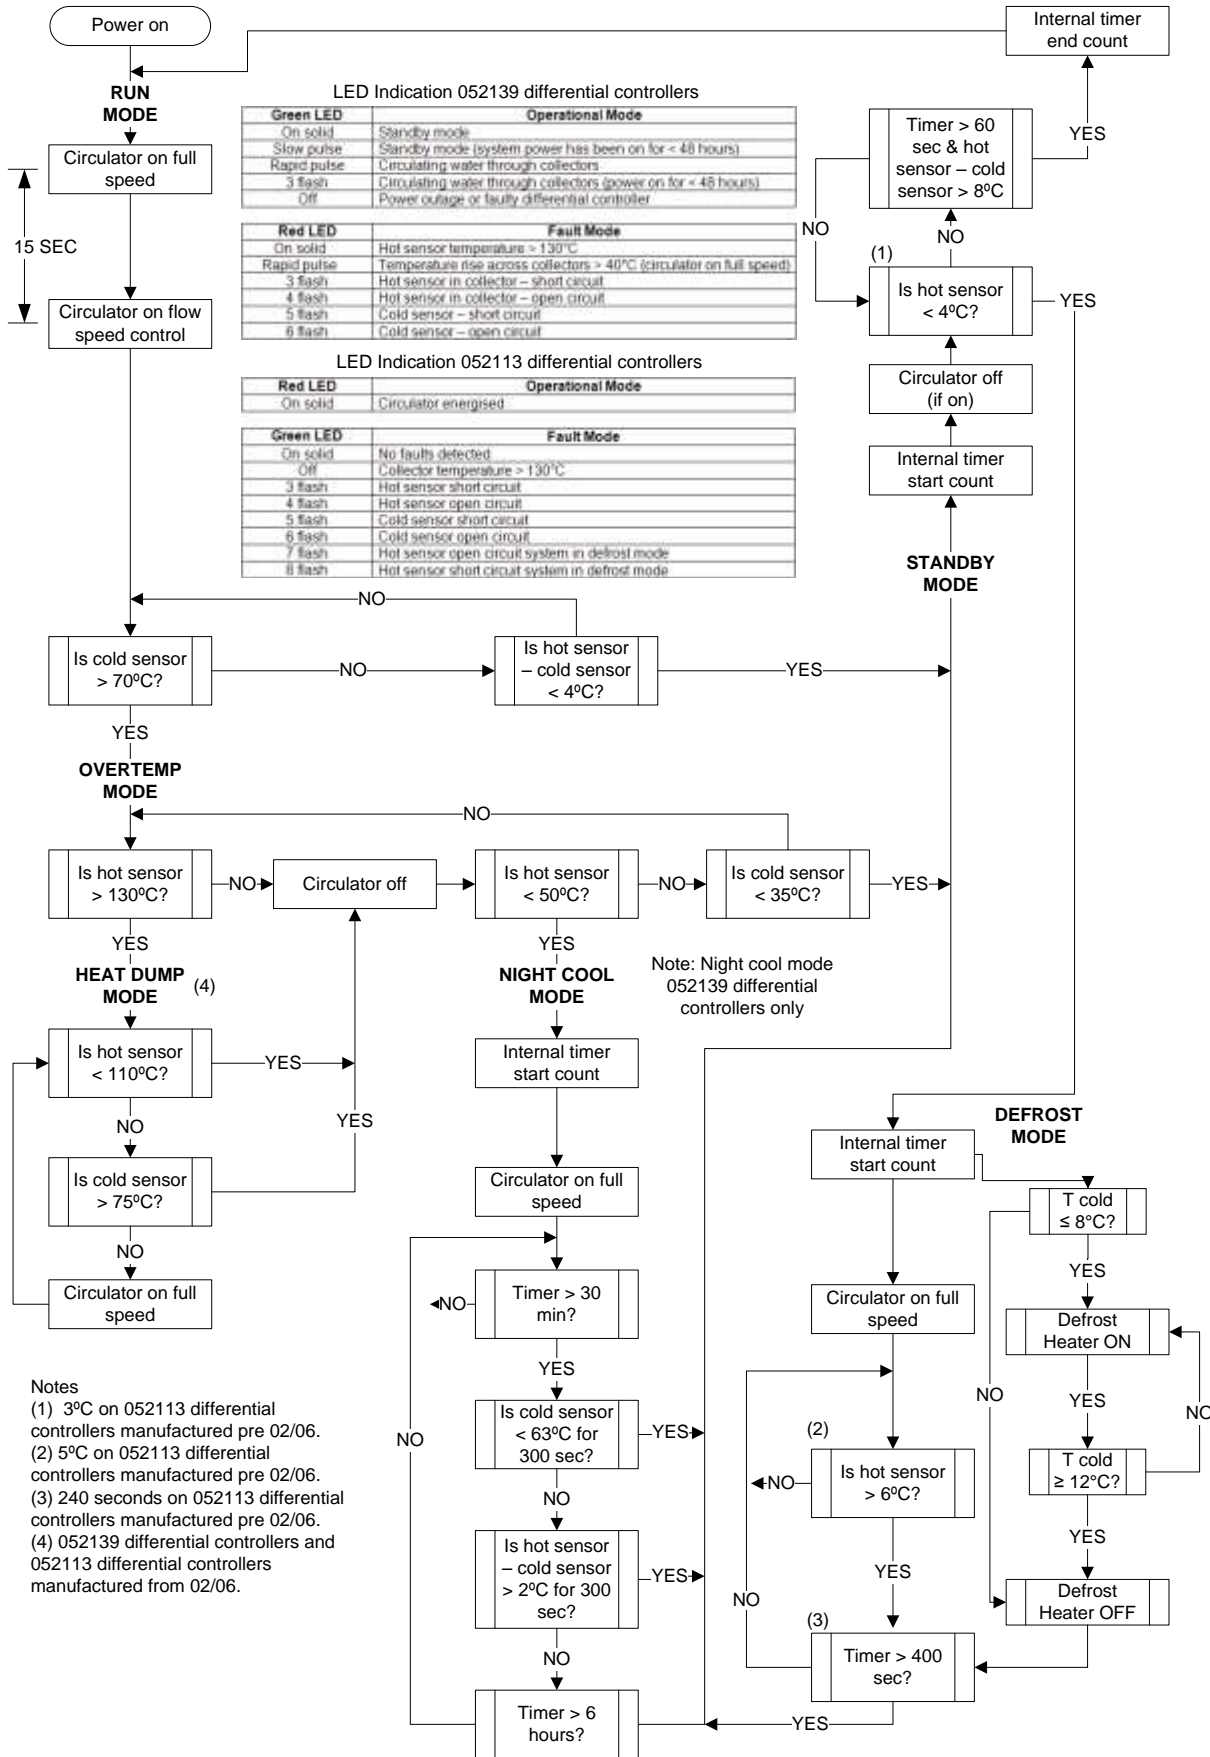 Power on
Internal timer
end count
RUN
MODE
LED Indication 052139 differential controllers
Green LED Operational Mode
On solid Standby mode
Slow pulse Standby mode (system power has been on for < 48 hours)
Rapid pulse Circulating water through collectors
3 flash Circulating water through collectors (power on for < 48 hours)
Off Power outage or faulty differential controller
Red LED Fault Mode
On solid Hot sensor temperature > 130°C
Rapid pulse Temperature rise across collectors > 40°C (circulator on full speed)
3 flash Hot sensor in collector – short circuit
4 flash Hot sensor in collector – open circuit
5 flash Cold sensor – short circuit
6 flash Cold sensor – open circuit
LED Indication 052113 differential controllers
Red LED Operational Mode
On solid Circulator energised
Green LED Fault Mode
On solid No faults detected
Off Collector temperature > 130°C
3 flash Hot sensor short circuit
4 flash Hot sensor open circuit
5 flash Cold sensor short circuit
6 flash Cold sensor open circuit
7 flash Hot sensor open circuit system in defrost mode
8 flash Hot sensor short circuit system in defrost mode
Circulator on full
speed
15 SEC
Circulator on flow
speed control
Timer > 60
sec & hot
sensor – cold
sensor > 8ºC
YES
NO
NO
(1)
Is hot sensor
< 4ºC?
YES
Circulator off
(if on)
Internal timer
start count
STANDBY
MODE
NO
Is cold sensor
> 70ºC?
NO
Is hot sensor
– cold sensor
< 4ºC?
YES
YES
OVERTEMP
MODE
NO
Is hot sensor
> 130ºC?
NO
Circulator off
Is hot sensor
< 50ºC?
NO
Is cold sensor
< 35ºC?
YES
YES
YES
HEAT DUMP
MODE
(4)
NIGHT COOL
MODE
Note: Night cool mode
052139 differential
controllers only
Is hot sensor
< 110ºC?
YES
YES
NO
Is cold sensor
> 75ºC?
NO
Circulator on full
speed
Internal timer
start count
Circulator on full
speed
Timer > 30
min?
NO
YES
Is cold sensor
< 63ºC for
300 sec?
YES
NO
NO
Is hot sensor
– cold sensor
> 2ºC for 300
sec?
YES
NO
Timer > 6
hours?
DEFROST
MODE
Internal timer
start count
T cold
≤ 8°C?
YES
Circulator on full
speed
Defrost
Heater ON
YES
NO
NO
T cold
≥ 12°C?
YES
Defrost
Heater OFF
(2)
Is hot sensor
> 6ºC?
NO
YES
NO
(3)
Timer > 400
sec?
YES
Notes
(1) 3ºC on 052113 differential
controllers manufactured pre 02/06.
(2) 5ºC on 052113 differential
controllers manufactured pre 02/06.
(3) 240 seconds on 052113 differential
controllers manufactured pre 02/06.
(4) 052139 differential controllers and
052113 differential controllers
manufactured from 02/06.